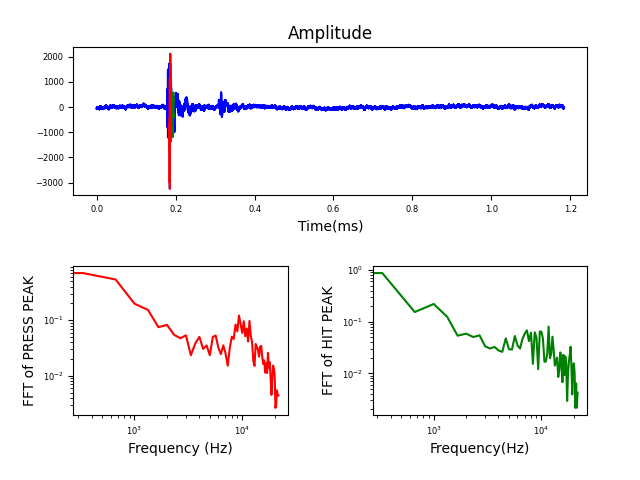 Amplitude
2000
1000
0
−1000
−2000
−3000
0.0 0.2 0.4 0.6 0.8 1.0 1.2
Time(ms)
FFT of PRESS PEAK
10⁻¹
10⁻²
10³ 10⁴
Frequency (Hz)
FFT of HIT PEAK
10⁰
10⁻¹
10⁻²
10³ 10⁴
Frequency(Hz)